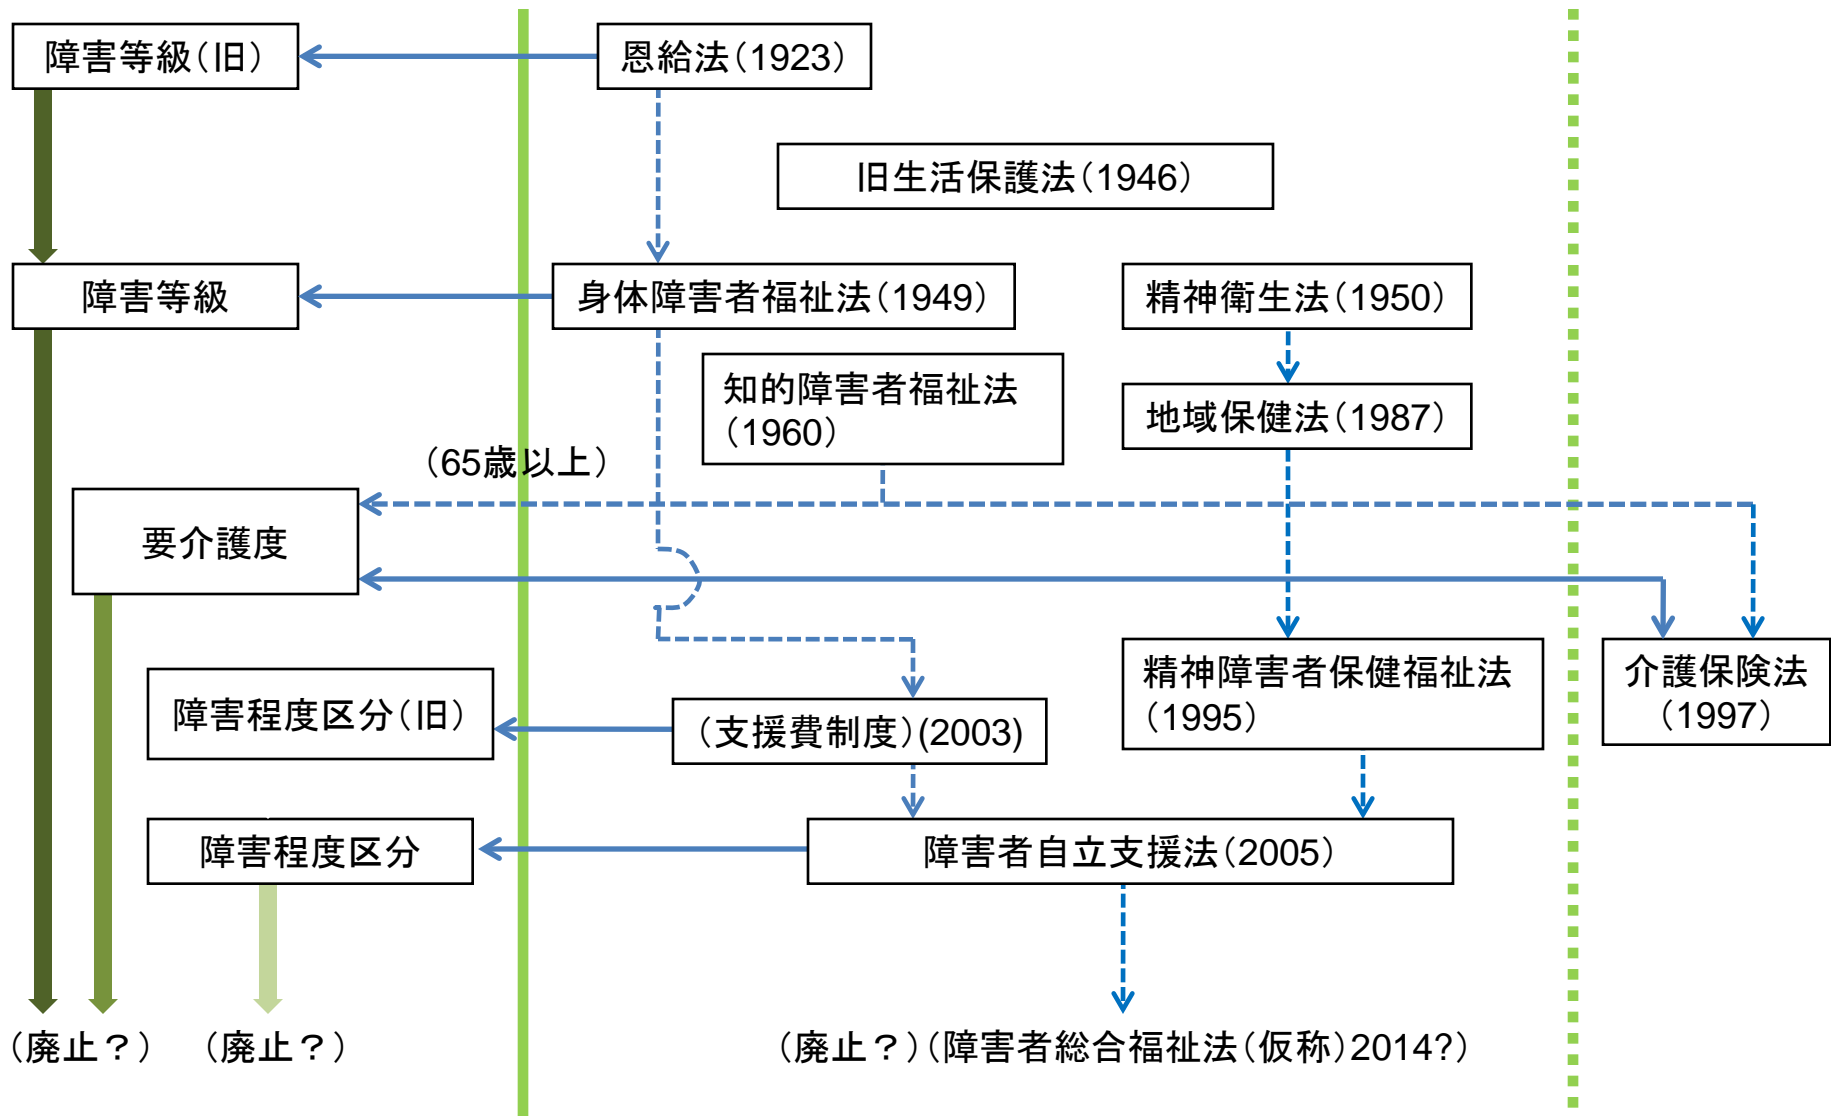 障害等級（旧）
恩給法（1923）
旧生活保護法（1946）
障害等級
身体障害者福祉法（1949）
精神衛生法（1950）
知的障害者福祉法
（1960）
地域保健法（1987）
（65歳以上）
要介護度
精神障害者保健福祉法
（1995）
介護保険法
（1997）
障害程度区分（旧）
（支援費制度）(2003)
障害程度区分
障害者自立支援法（2005）
（廃止？）
（廃止？）
（廃止？）（障害者総合福祉法（仮称）2014?）